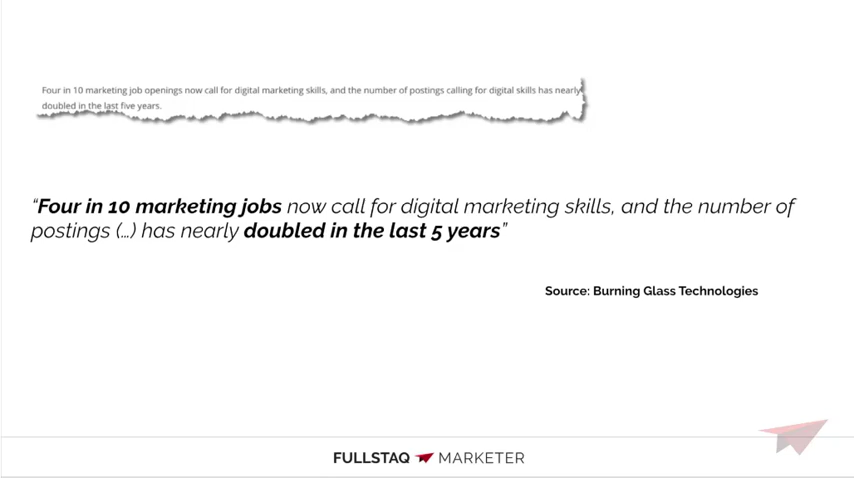 Four in 10 marketing job openings now call for digital marketing skills, and the number of postings calling for digital skills has nearly
doubled in the last five years.
“Four in 10 marketing jobs now call for digital marketing skills, and the number of
postings (...) has nearly doubled in the last 5 years”
Source: Burning Glass Technologies
FULLSTAQ MARKETER